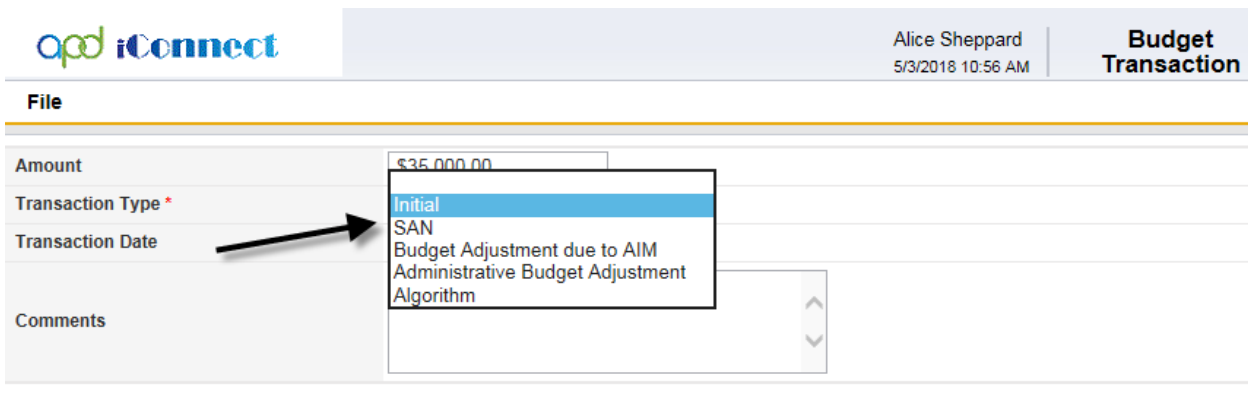 apd iConnect
Alice Sheppard
5/3/2018 10:56 AM
Budget
Transaction
File
Amount
$35,000.00
Transaction Type *
Initial
SAN
Budget Adjustment due to AIM
Administrative Budget Adjustment
Algorithm
Transaction Date
Comments